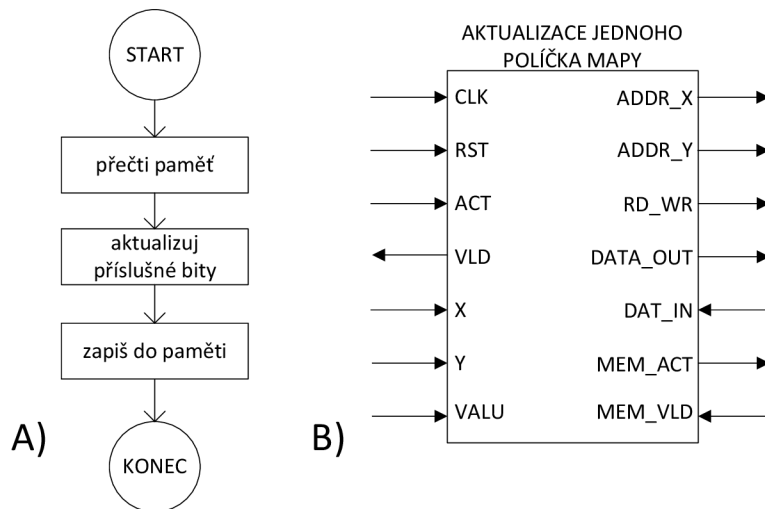 START
přečti paměť
aktualizuj
příslušné bity
zapiš do paměti
KONEC
A)
AKTUALIZACE JEDNOHO
POLÍČKA MAPY
CLK
RST
ACT
VLD
X
Y
VALU
ADDR_X
ADDR_Y
RD_WR
DATA_OUT
DAT_IN
MEM_ACT
MEM_VLD
B)